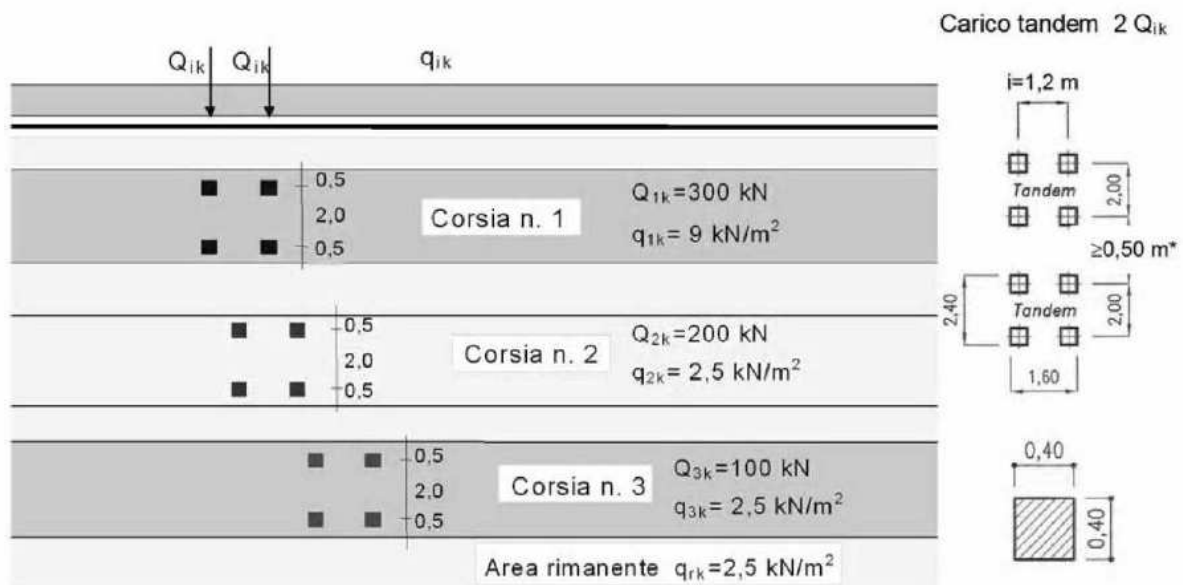 Carico tandem 2 Qik
Qik Qik qik
i=1,2 m
0,5
2,0
0,5
Corsia n. 1
Q1k=300 kN
q1k= 9 kN/m²
Tandem
2,00
≥0,50 m*
0,5
2,0
0,5
Corsia n. 2
Q2k=200 kN
q2k= 2,5 kN/m²
2,40
Tandem
2,00
1,60
0,5
2,0
0,5
Corsia n. 3
Q3k=100 kN
q3k= 2,5 kN/m²
0,40
0,40
Area rimanente qrk=2,5 kN/m²